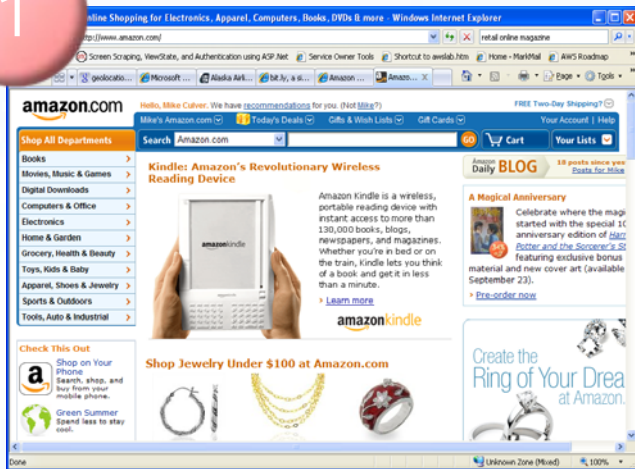 1
nline Shopping for Electronics, Apparel, Computers, Books, DVDs & more - Windows Internet Explorer
tp://www.amazon.com/
retail online magazine
Screen Scraping, ViewState, and Authentication using ASP.Net
Service Owner Tools
Shortcut to awslab.htm
Home - MarkMail
AWS Roadmap
geolocatio...
Microsoft ...
Alaska Airli...
bit.ly, a si...
Amazon ...
Amazo...
Page
Tools
amazon.com
Hello, Mike Culver. We have recommendations for you. (Not Mike?)
FREE Two-Day Shipping?
Mike's Amazon.com
Today's Deals
Gifts & Wish Lists
Gift Cards
Your Account | Help
Shop All Departments
Search Amazon.com
GO
Cart
Your Lists
Books
Movies, Music & Games
Digital Downloads
Computers & Office
Electronics
Home & Garden
Grocery, Health & Beauty
Toys, Kids & Baby
Apparel, Shoes & Jewelry
Sports & Outdoors
Tools, Auto & Industrial
Check This Out
Shop on Your
Phone
Search, shop, and
buy from your
mobile phone.
Green Summer
Spend less to stay
cool.
Kindle: Amazon's Revolutionary Wireless
Reading Device
amazonkindle
Amazon Kindle is a wireless,
portable reading device with
instant access to more than
130,000 books, blogs,
newspapers, and magazines.
Whether you're in bed or on
the train, Kindle lets you think
of a book and get it in less
than a minute.
Learn more
amazonkindle
Shop Jewelry Under $100 at Amazon.com
Amazon
Daily BLOG
18 posts since yes
Posts for Mike
A Magical Anniversary
Celebrate where the magi
started with the special 10
anniversary edition of Harr
Potter and the Sorcerer's St
featuring exclusive bonus
material and new cover art (available
September 23).
Pre-order now
Create the
Ring of Your Drea
at Amazon.
Done
Unknown Zone (Mixed)
100%